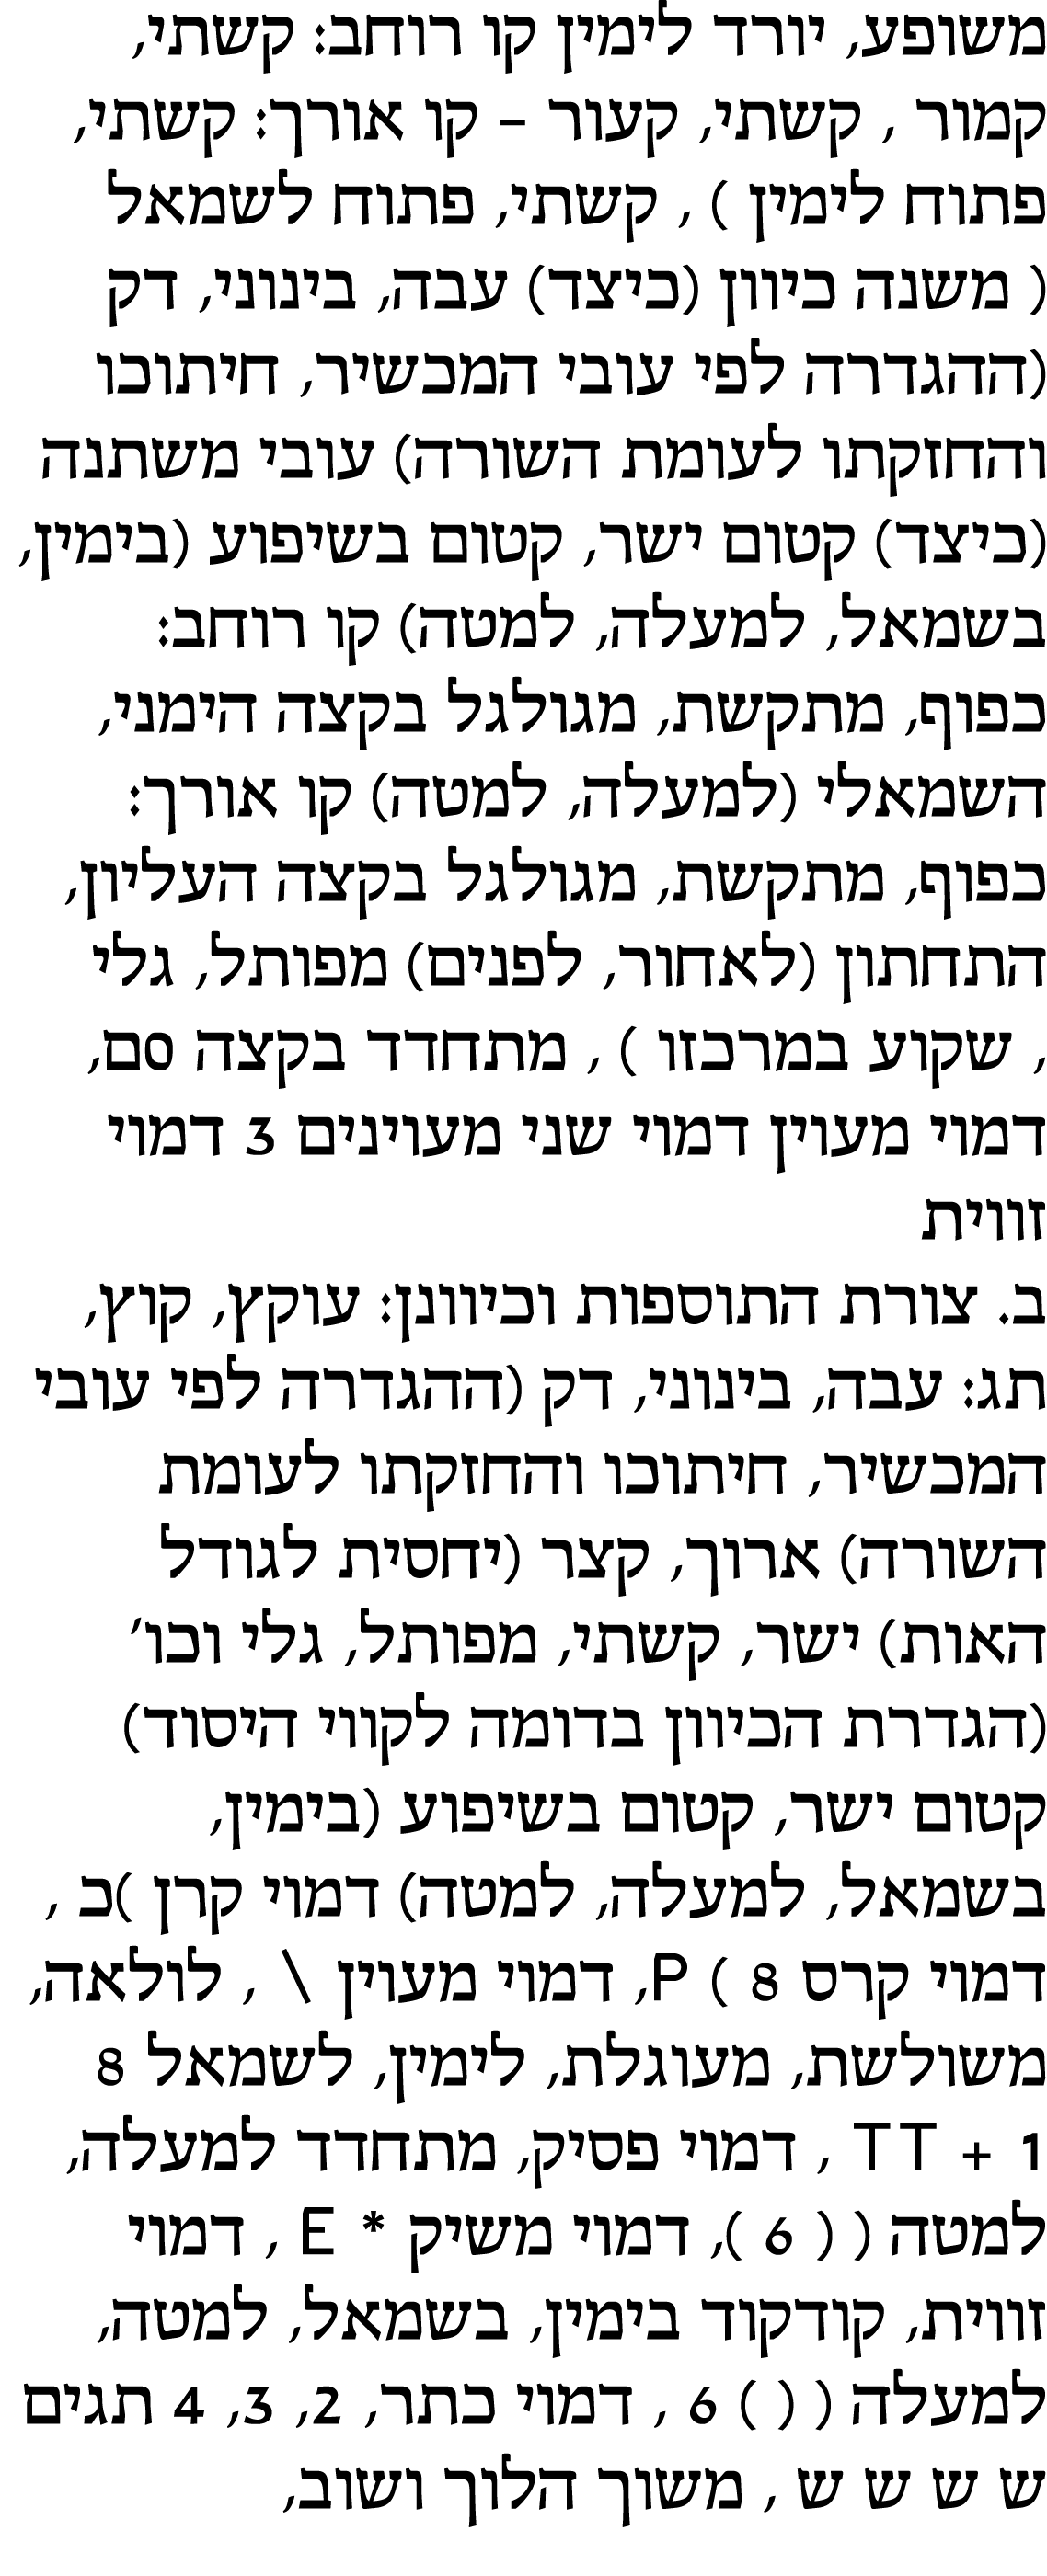 משופע, יורד לימין קו רוחב: קשתי,
קמור , קשתי, קעור – קו אורך: קשתי,
פתוח לימין ) , קשתי, פתוח לשמאל
( משנה כיוון (כיצד) עבה, בינוני, דק
(ההגדרה לפי עובי המכשיר, חיתוכו
והחזקתו לעומת השורה) עובי משתנה
(כיצד) קטום ישר, קטום בשיפוע (בימין,
בשמאל, למעלה, למטה) קו רוחב:
כפוף, מתקשת, מגולגל בקצה הימני,
השמאלי (למעלה, למטה) קו אורך:
כפוף, מתקשת, מגולגל בקצה העליון,
התחתון (לאחור, לפנים) מפותל, גלי
, שקוע במרכזו ) , מתחדד בקצה סם,
דמוי מעוין דמוי שני מעוינים 3 דמוי
זווית
ב. צורת התוספות וכיוונן: עוקץ, קוץ,
תג: עבה, בינוני, דק (ההגדרה לפי עובי
המכשיר, חיתוכו והחזקתו לעומת
השורה) ארוך, קצר (יחסית לגודל
האות) ישר, קשתי, מפותל, גלי וכו'
(הגדרת הכיוון בדומה לקווי היסוד)
קטום ישר, קטום בשיפוע (בימין,
בשמאל, למעלה, למטה) דמוי קרן )כ ,
דמוי קרס 8 ) P, דמוי מעוין \ , לולאה,
משולשת, מעוגלת, לימין, לשמאל 8
1 + TT , דמוי פסיק, מתחדד למעלה,
למטה ( ( 6 ), דמוי משיק * E , דמוי
זווית, קודקוד בימין, בשמאל, למטה,
למעלה ( ( ) 6 , דמוי כתר, 2, 3, 4 תגים
ש ש ש ש , משוך הלוך ושוב,